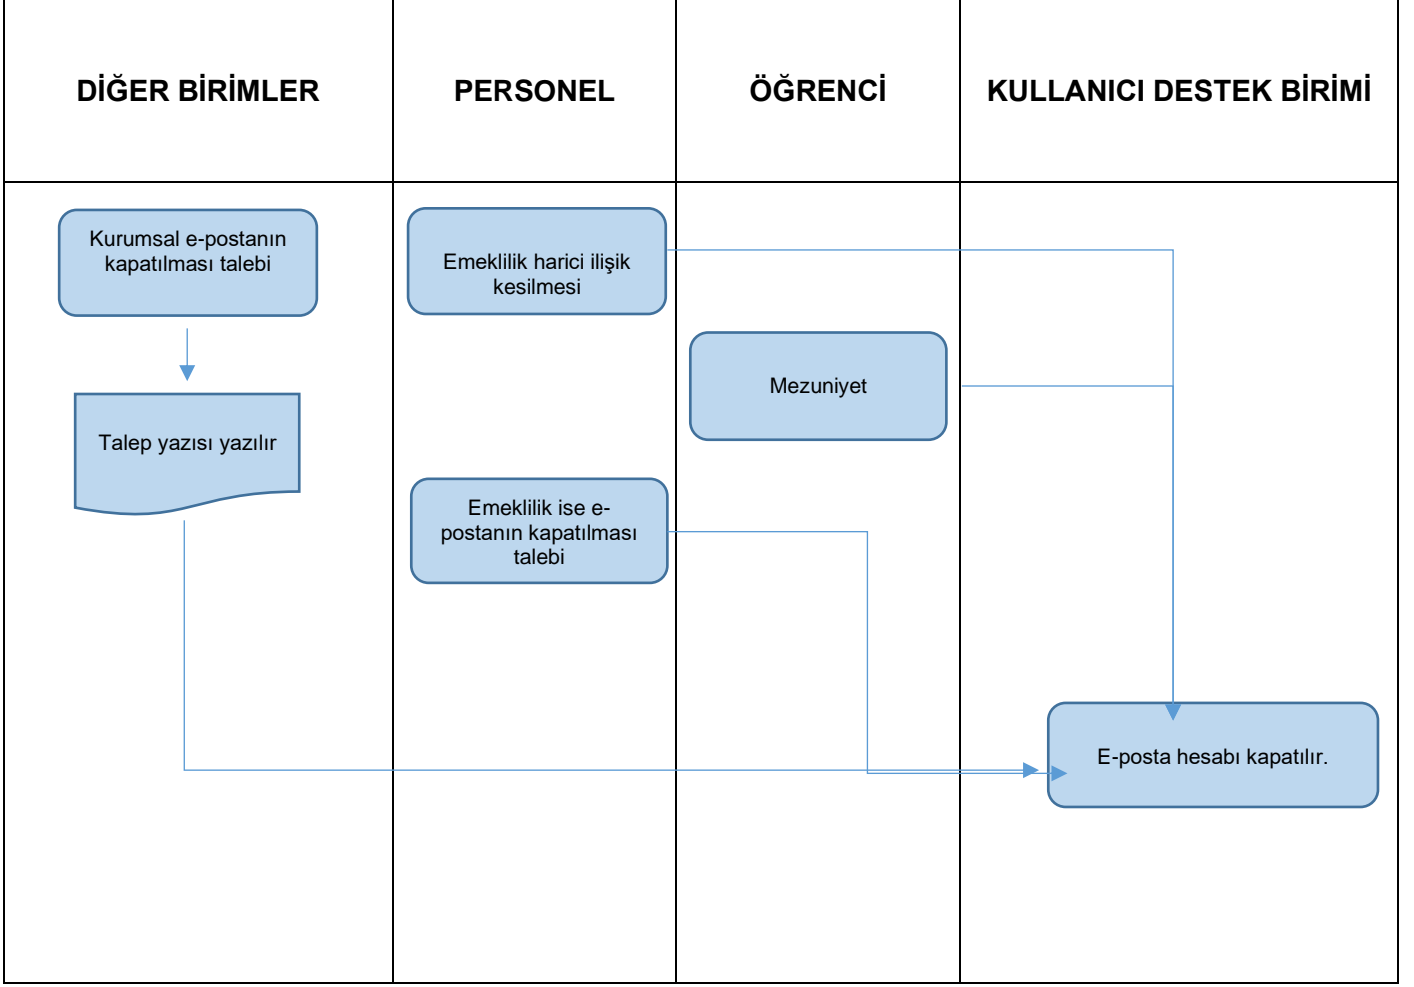 DİĞER BİRİMLER
PERSONEL
ÖĞRENCİ
KULLANICI DESTEK BİRİMİ
Kurumsal e-postanın
kapatılması talebi
Emeklilik harici ilişik
kesilmesi
Mezuniyet
Talep yazısı yazılır
Emeklilik ise e-
postanın kapatılması
talebi
E-posta hesabı kapatılır.